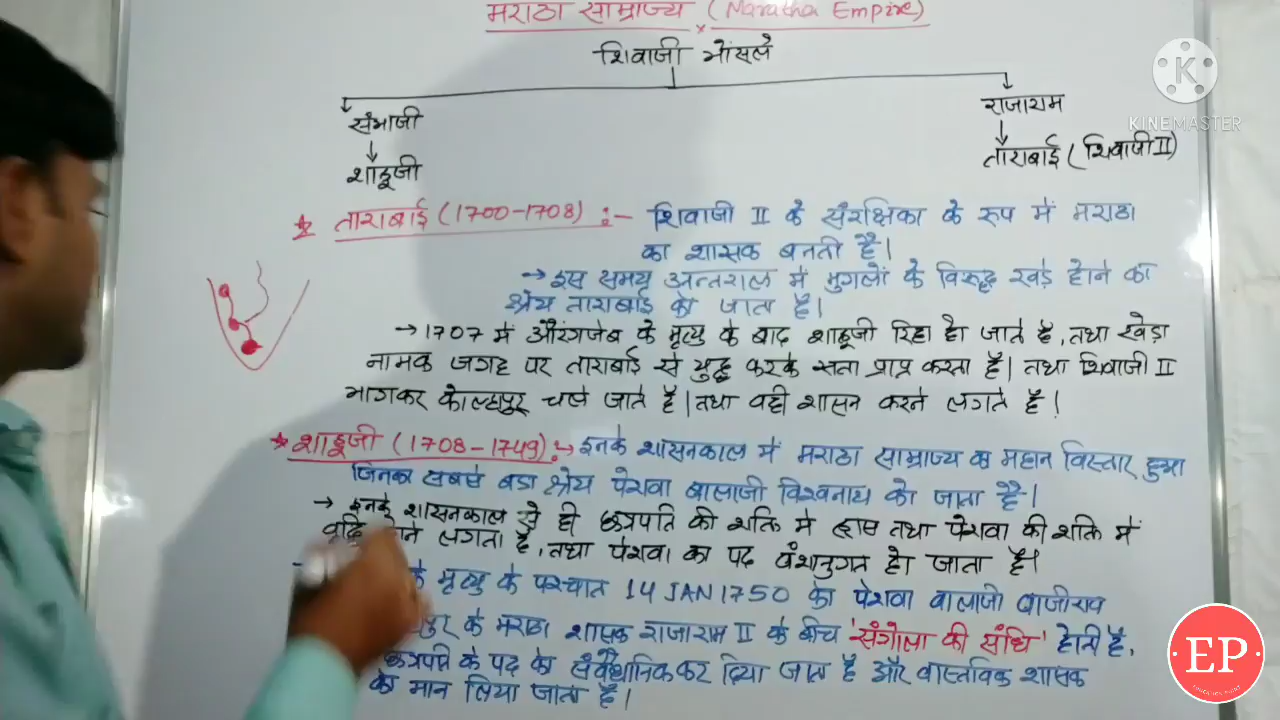 मराठा साम्राज्य (Maratha Empire)
शिवाजी भोंसले
संभाजी
राजाराम
शाहूजी
ताराबाई (शिवाजी II)
* ताराबाई (1700-1708) :- शिवाजी II के संरक्षिका के रूप में मराठा
का शासक बनती है।
→ इस समय अन्तराल में मुगलों के विरूद्ध खड़े होने का
श्रेय ताराबाई को जाता है।
→ 1707 में औरंगजेब के मृत्यु के बाद शाहूजी रिहा हो जाते है, तथा खेड़ा
नामक जगह पर ताराबाई से युद्ध करके सत्ता प्राप्त करता है। तथा शिवाजी II
भागकर कोल्हापुर चले जाते है। तथा वही शासन करने लगते है।
* शाहूजी (1708-1749) :→ इनके शासनकाल में मराठा साम्राज्य का महान विस्तार हुआ
जिनका सबसे बड़ा श्रेय पेशवा बालाजी विश्वनाथ को जाता है।
→ इनके शासनकाल से ही छत्रपति की शक्ति में ह्रास तथा पेशवा की शक्ति में
वृद्धि होने लगता है, तथा पेशवा का पद वंशानुगत हो जाता है।
के मृत्यु के पश्चात 14 JAN 1750 को पेशवा बालाजी बाजीराव
के मराठा शासक राजाराम II के बीच 'संगोला की संधि' होती है,
छत्रपति के पद को संवैधानिक कर दिया जाता है और वास्तविक शासक
को मान लिया जाता है।
KINEMASTER
EP